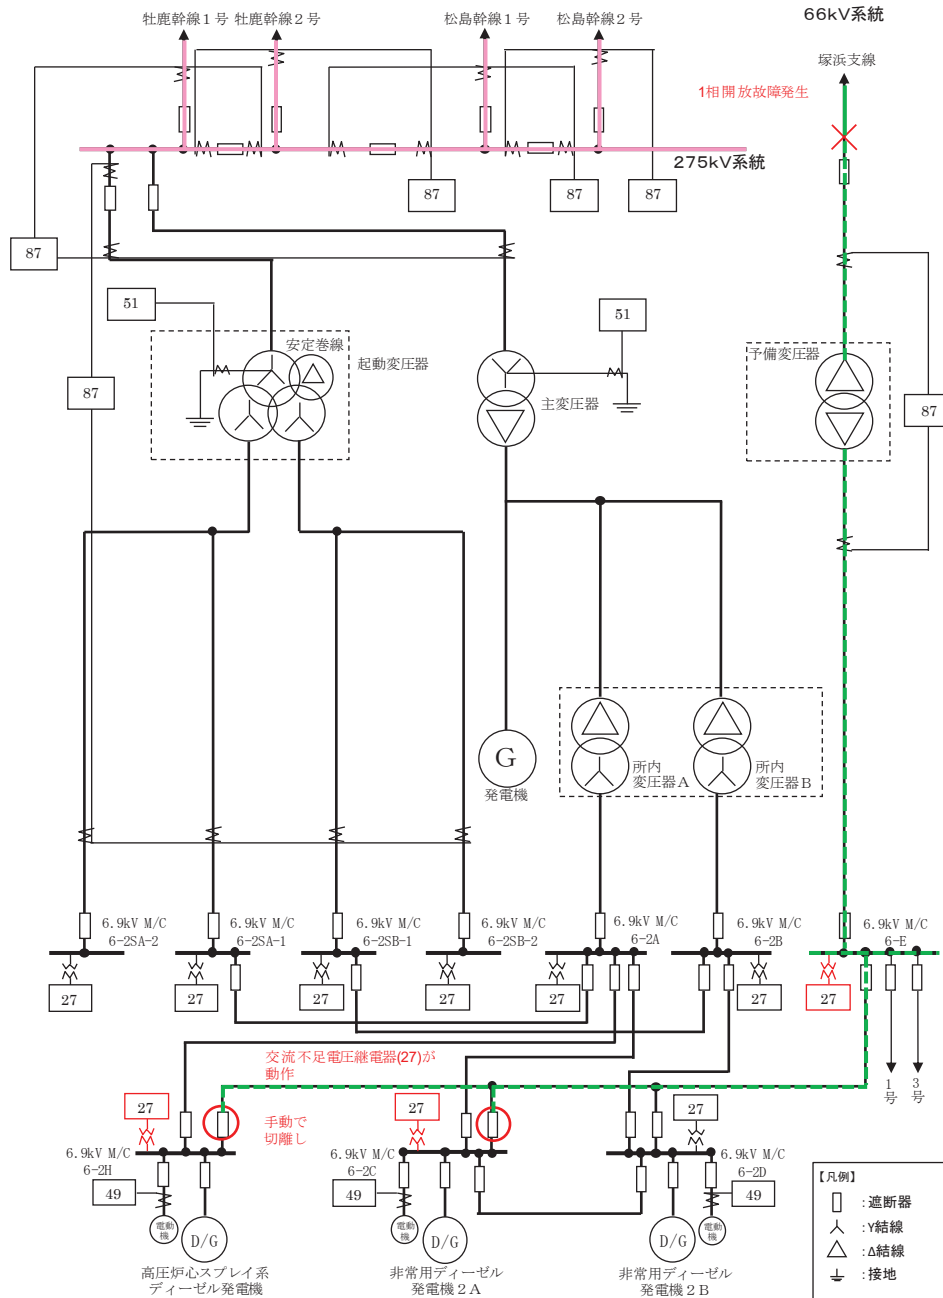 66kV系統
牡鹿幹線1号 牡鹿幹線2号 松島幹線1号 松島幹線2号
塚浜支線
1相開放故障発生
275kV系統
87
87
87
87
51
51
安定巻線
起動変圧器
予備変圧器
87
主変圧器
87
G
発電機
所内
変圧器A
所内
変圧器B
6.9kV M/C
6-2SA-2
6.9kV M/C
6-2SA-1
6.9kV M/C
6-2SB-1
6.9kV M/C
6-2SB-2
6.9kV M/C
6-2A
6.9kV M/C
6-2B
6.9kV M/C
6-E
27
27
27
27
27
27
27
交流不足電圧継電器(27)が
動作
1号
3号
27
手動で
切離し
27
27
6.9kV M/C
6-2H
6.9kV M/C
6-2C
6.9kV M/C
6-2D
49
49
49
電動機
D/G
電動機
D/G
D/G
電動機
高圧炉心スプレイ系
ディーゼル発電機
非常用ディーゼル
発電機2A
非常用ディーゼル
発電機2B
【凡例】
:遮断器
:Y結線
:Δ結線
:接地